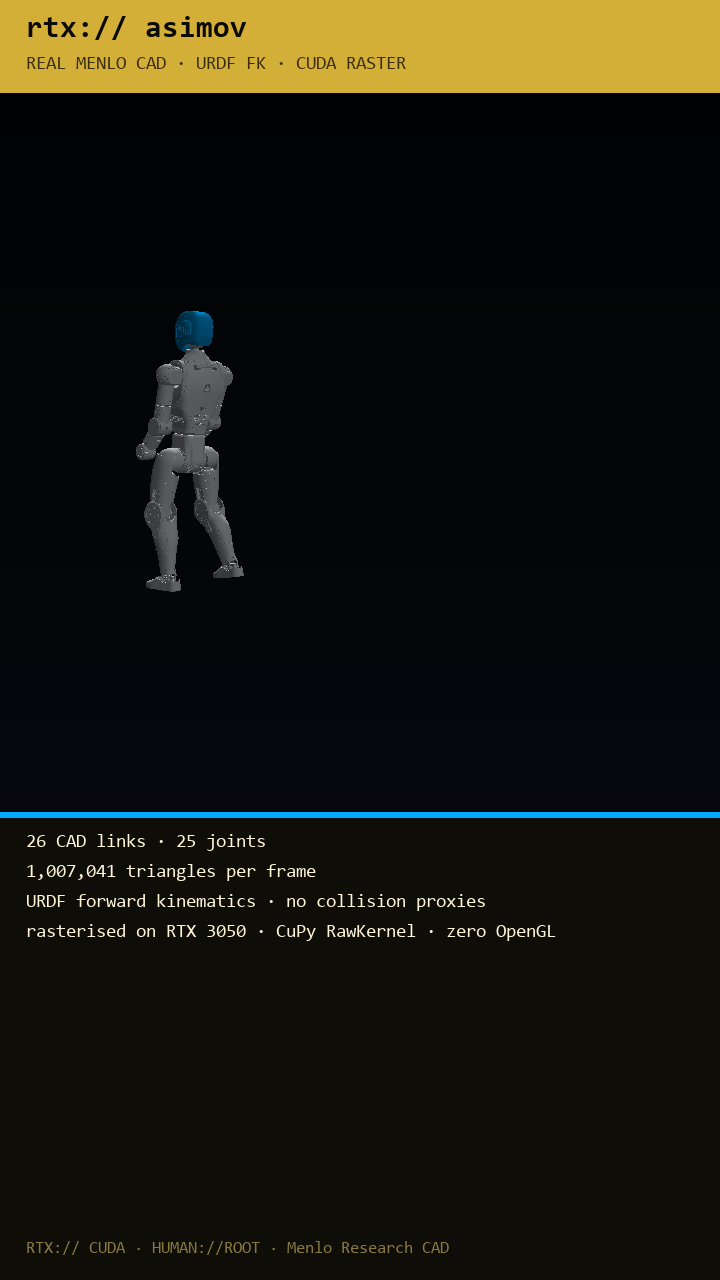 rtx:// asimov
REAL MENLO CAD · URDF FK · CUDA RASTER
26 CAD links · 25 joints
1,007,041 triangles per frame
URDF forward kinematics · no collision proxies
rasterised on RTX 3050 · CuPy RawKernel · zero OpenGL
RTX:// CUDA · HUMAN://ROOT · Menlo Research CAD